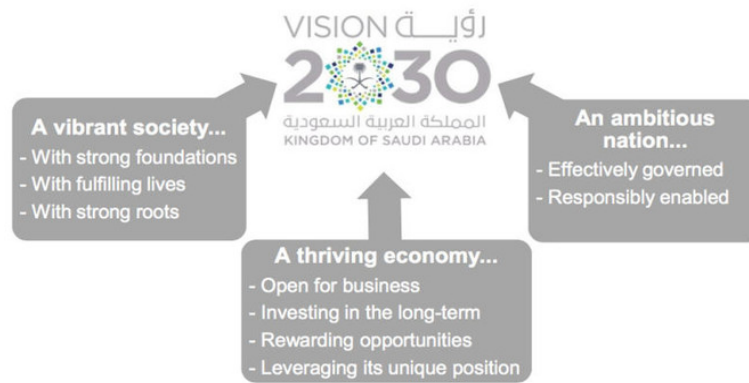 VISION رؤيــة
2030
المملكة العربية السعودية
KINGDOM OF SAUDI ARABIA
A vibrant society...
- With strong foundations
- With fulfilling lives
- With strong roots
An ambitious
nation...
- Effectively governed
- Responsibly enabled
A thriving economy...
- Open for business
- Investing in the long-term
- Rewarding opportunities
- Leveraging its unique position